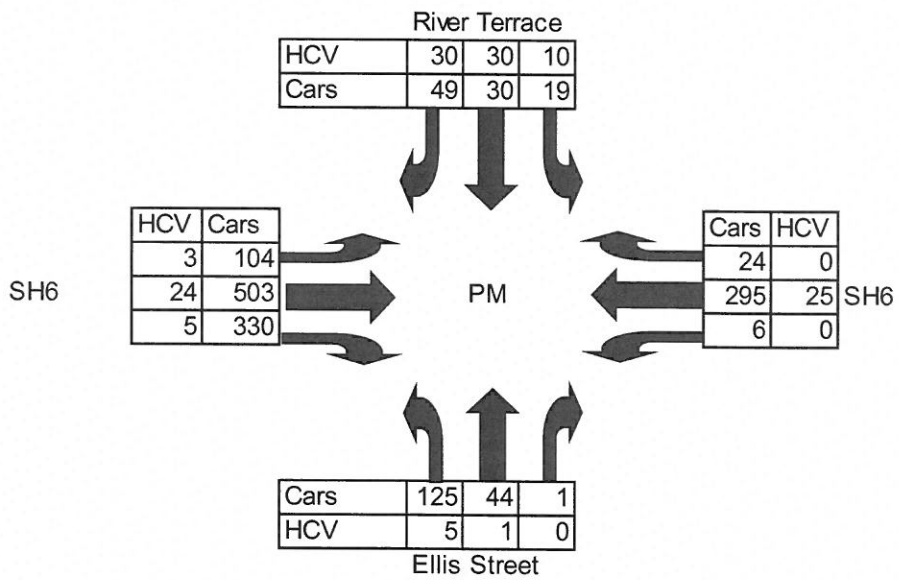 River Terrace
HCV 30 30 10
Cars 49 30 19
HCV Cars
3 104
24 503
5 330
SH6
PM
Cars HCV
24 0
295 25
6 0
SH6
Cars 125 44 1
HCV 5 1 0
Ellis Street